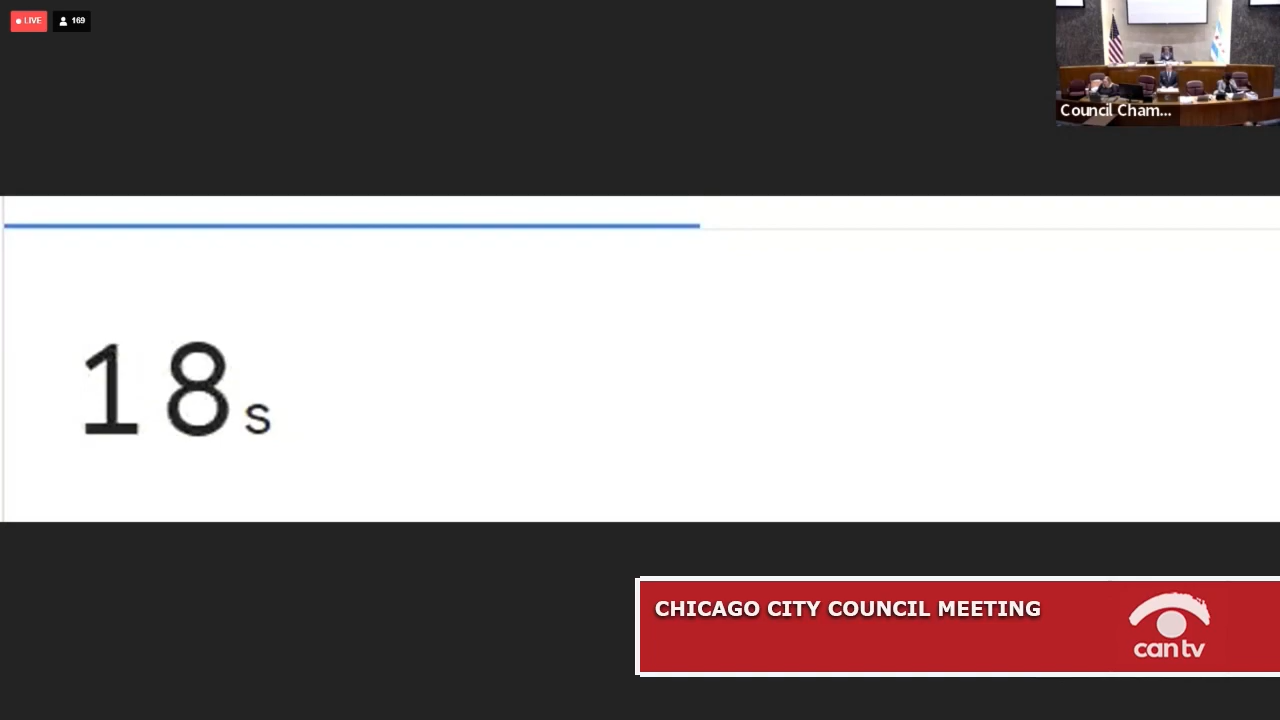 LIVE
169
Council Cham...
18s
CHICAGO CITY COUNCIL MEETING
can tv